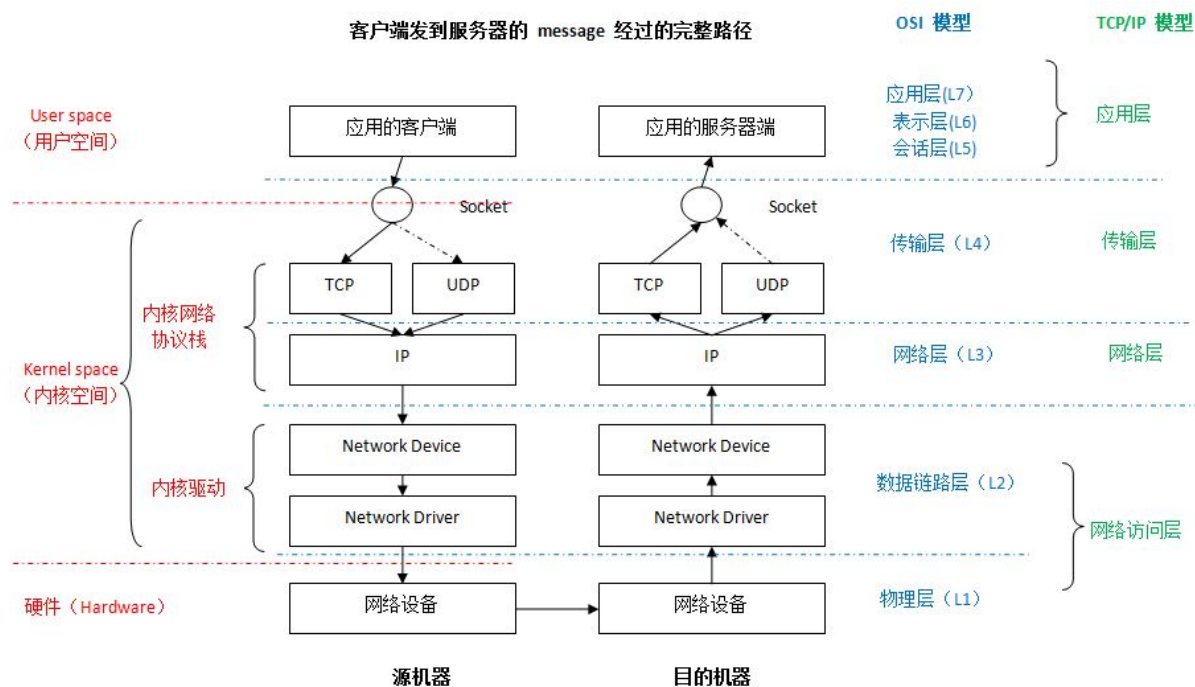 客户端发到服务器的 message 经过的完整路径
OSI 模型
TCP/IP 模型
User space
（用户空间）
应用的客户端
应用的服务器端
应用层(L7）
表示层(L6)
会话层(L5)
应用层
Socket
Socket
传输层（L4）
传输层
TCP
UDP
TCP
UDP
内核网络
协议栈
IP
IP
网络层（L3）
网络层
Kernel space
（内核空间）
Network Device
Network Device
内核驱动
数据链路层（L2）
Network Driver
Network Driver
网络访问层
硬件（Hardware）
网络设备
网络设备
物理层（L1）
源机器
目的机器